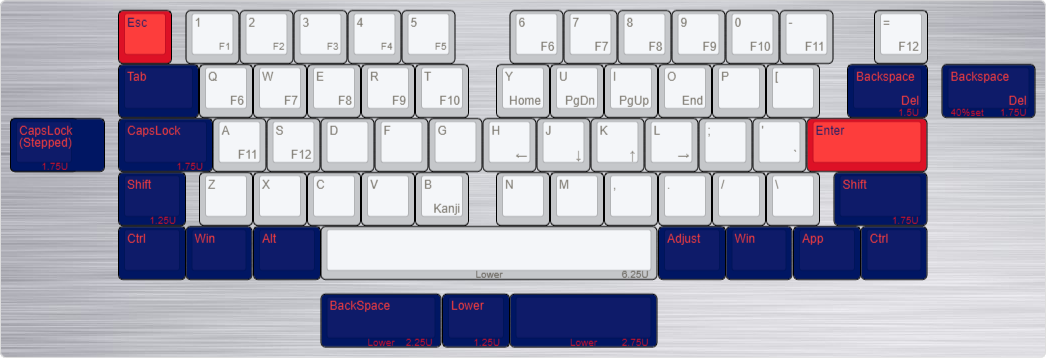 Esc
1
F1
2
F2
3
F3
4
F4
5
F5
6
F6
7
F7
8
F8
9
F9
0
F10
-
F11
=
F12
Tab
Q
F6
W
F7
E
F8
R
F9
T
F10
Y
Home
U
PgDn
I
PgUp
O
End
P
[
Backspace
Del
1.5U
Backspace
Del
40%set 1.75U
CapsLock
(Stepped)
1.75U
CapsLock
1.75U
A
F11
S
F12
D
F
G
H
←
J
↓
K
↑
L
→
;
'
`
Enter
Shift
1.25U
Z
X
C
V
B
Kanji
N
M
,
.
/
\
Shift
1.75U
Ctrl
Win
Alt
Lower 6.25U
Adjust
Win
App
Ctrl
BackSpace
Lower 2.25U
Lower
1.25U
Lower 2.75U